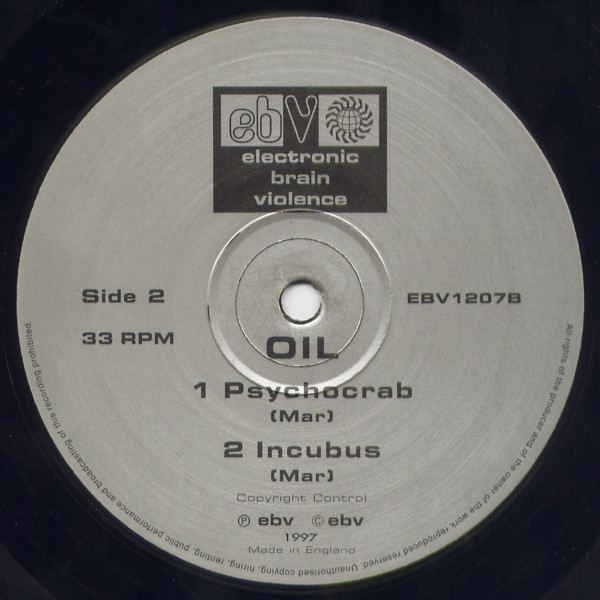 ebV
electronic
brain
violence
Side 2
EBV1207B
33 RPM
OIL
1 Psychocrab
(Mar)
2 Incubus
(Mar)
Copyright Control
℗ ebv © ebv
1997
Made in England
All rights of the producer and of the owner of the work reproduced reserved. Unauthorised copying, hiring, renting, public performance and broadcasting of this recording prohibited.